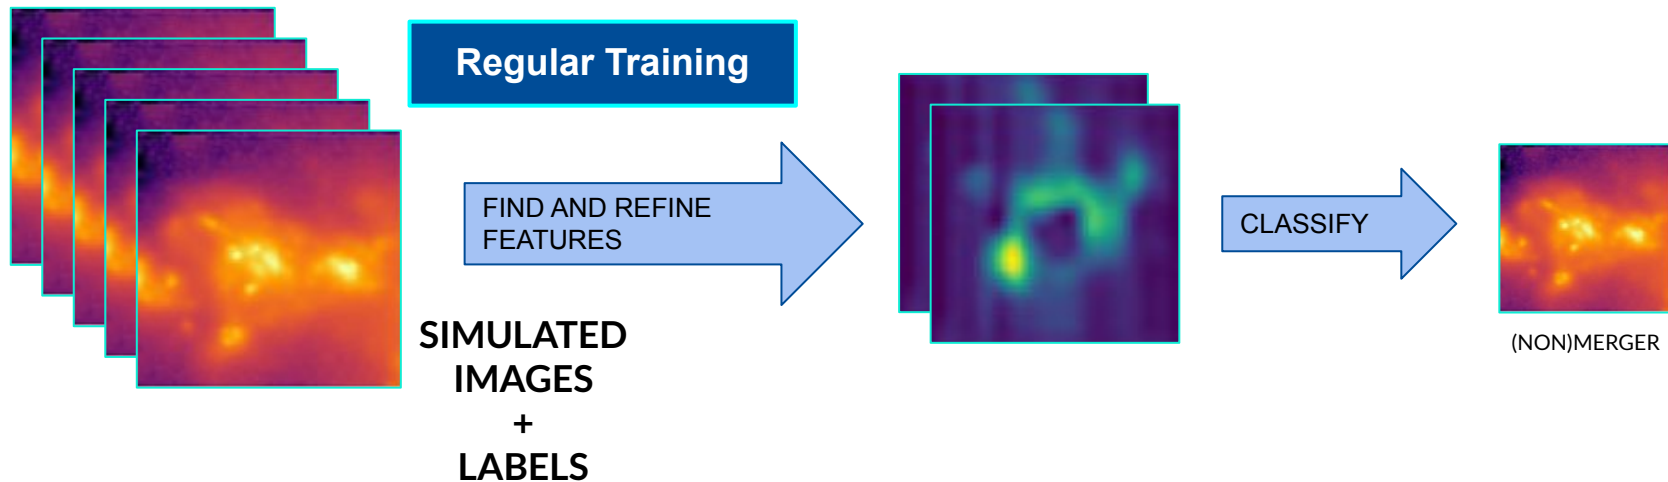 Regular Training
FIND AND REFINE
FEATURES
SIMULATED
IMAGES
+
LABELS
CLASSIFY
(NON)MERGER